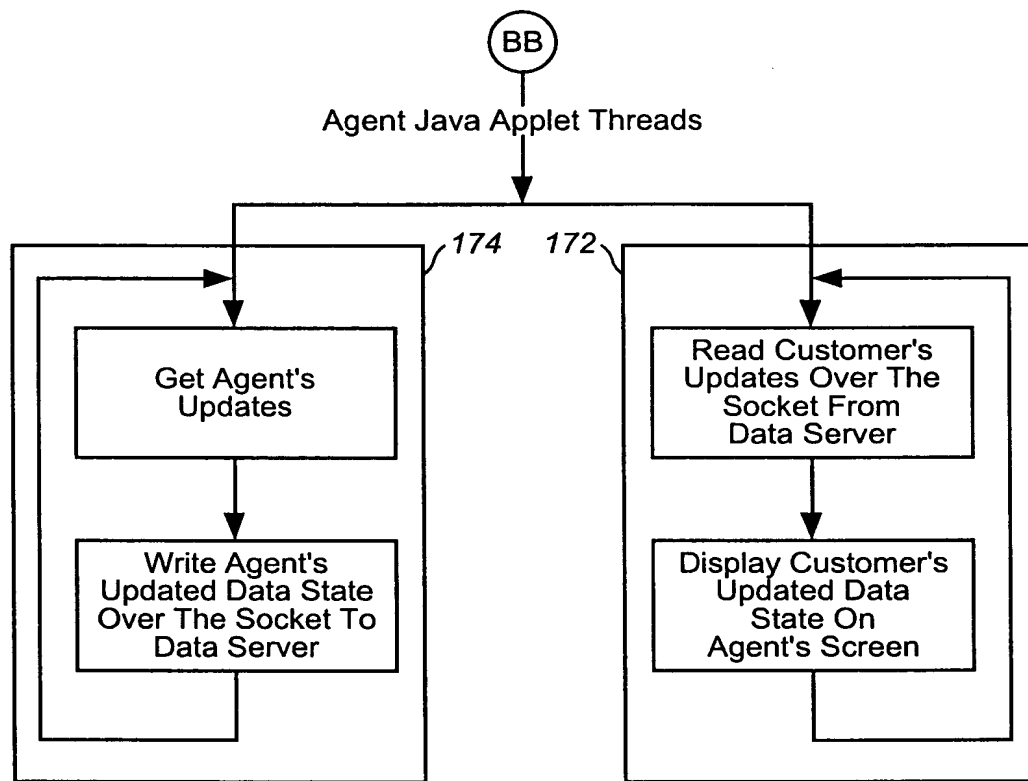 BB
Agent Java Applet Threads
174
172
Get Agent's
Updates
Write Agent's
Updated Data State
Over The Socket To
Data Server
Read Customer's
Updates Over The
Socket From
Data Server
Display Customer's
Updated Data
State On
Agent's Screen